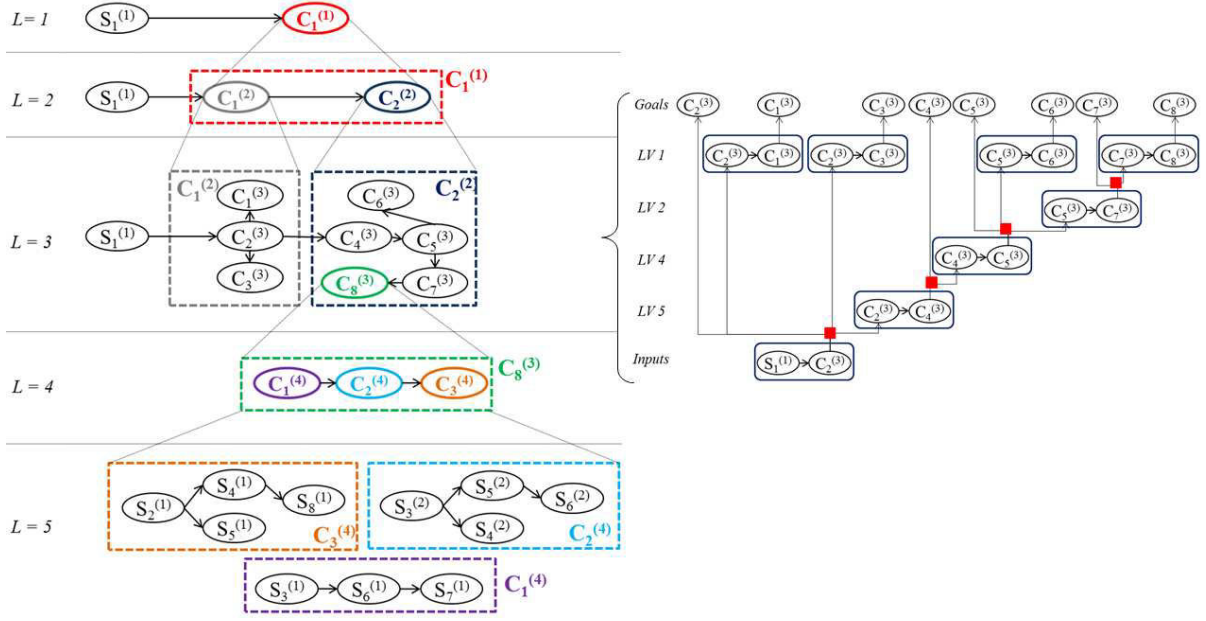 L= 1
S₁⁽¹⁾ C₁⁽¹⁾
L = 2
S₁⁽¹⁾ C₁⁽²⁾ C₂⁽²⁾ C₁⁽¹⁾
L = 3
C₁⁽²⁾ C₂⁽²⁾
C₁⁽³⁾ C₆⁽³⁾
S₁⁽¹⁾ C₂⁽³⁾ C₄⁽³⁾ C₅⁽³⁾
C₃⁽³⁾ C₈⁽³⁾ C₇⁽³⁾
L = 4
C₁⁽⁴⁾ C₂⁽⁴⁾ C₃⁽⁴⁾ C₈⁽³⁾
L = 5
S₂⁽¹⁾ S₄⁽¹⁾ S₈⁽¹⁾
S₅⁽¹⁾ C₃⁽⁴⁾
S₃⁽²⁾ S₅⁽²⁾ S₆⁽²⁾
S₄⁽²⁾ C₂⁽⁴⁾
S₃⁽¹⁾ S₆⁽¹⁾ S₇⁽¹⁾ C₁⁽⁴⁾
Goals C₂⁽³⁾ C₁⁽³⁾ C₃⁽³⁾ C₄⁽³⁾ C₅⁽³⁾ C₆⁽³⁾ C₇⁽³⁾ C₈⁽³⁾
LV 1 C₂⁽³⁾ C₁⁽³⁾ C₂⁽³⁾ C₃⁽³⁾ C₅⁽³⁾ C₆⁽³⁾ C₇⁽³⁾ C₈⁽³⁾
LV 2 C₅⁽³⁾ C₇⁽³⁾
LV 4 C₄⁽³⁾ C₅⁽³⁾
LV 5 C₂⁽³⁾ C₄⁽³⁾
Inputs S₁⁽¹⁾ C₂⁽³⁾